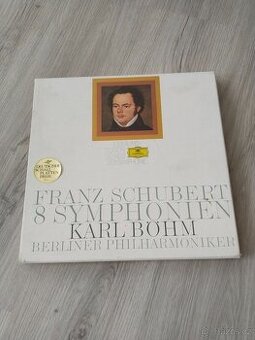 FRANZ SCHUBERT
8 SYMPHONIEN
KARL BÖHM
BERLINER PHILHARMONIKER